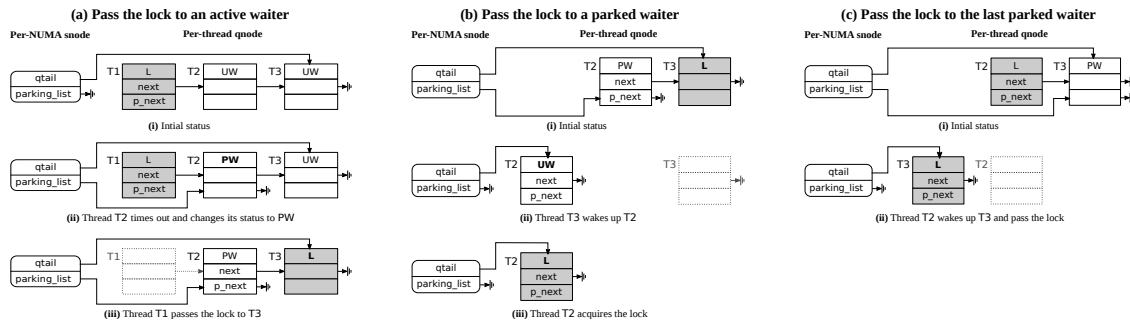 (a) Pass the lock to an active waiter
Per-NUMA snode
Per-thread qnode
qtail
parking_list
T1
L
next
p_next
T2
UW
T3
UW
(i) Intial status
qtail
parking_list
T1
L
next
p_next
T2
PW
T3
UW
(ii) Thread T2 times out and changes its status to PW
qtail
parking_list
T1
T2
PW
next
p_next
T3
L
(iii) Thread T1 passes the lock to T3
(b) Pass the lock to a parked waiter
Per-NUMA snode
Per-thread qnode
qtail
parking_list
T2
PW
next
p_next
T3
L
(i) Intial status
qtail
parking_list
T2
UW
next
p_next
T3
(ii) Thread T3 wakes up T2
qtail
parking_list
T2
L
next
p_next
(iii) Thread T2 acquires the lock
(c) Pass the lock to the last parked waiter
Per-NUMA snode
Per-thread qnode
qtail
parking_list
T2
L
next
p_next
T3
PW
(i) Intial status
qtail
parking_list
T3
L
next
p_next
T2
(ii) Thread T2 wakes up T3 and pass the lock